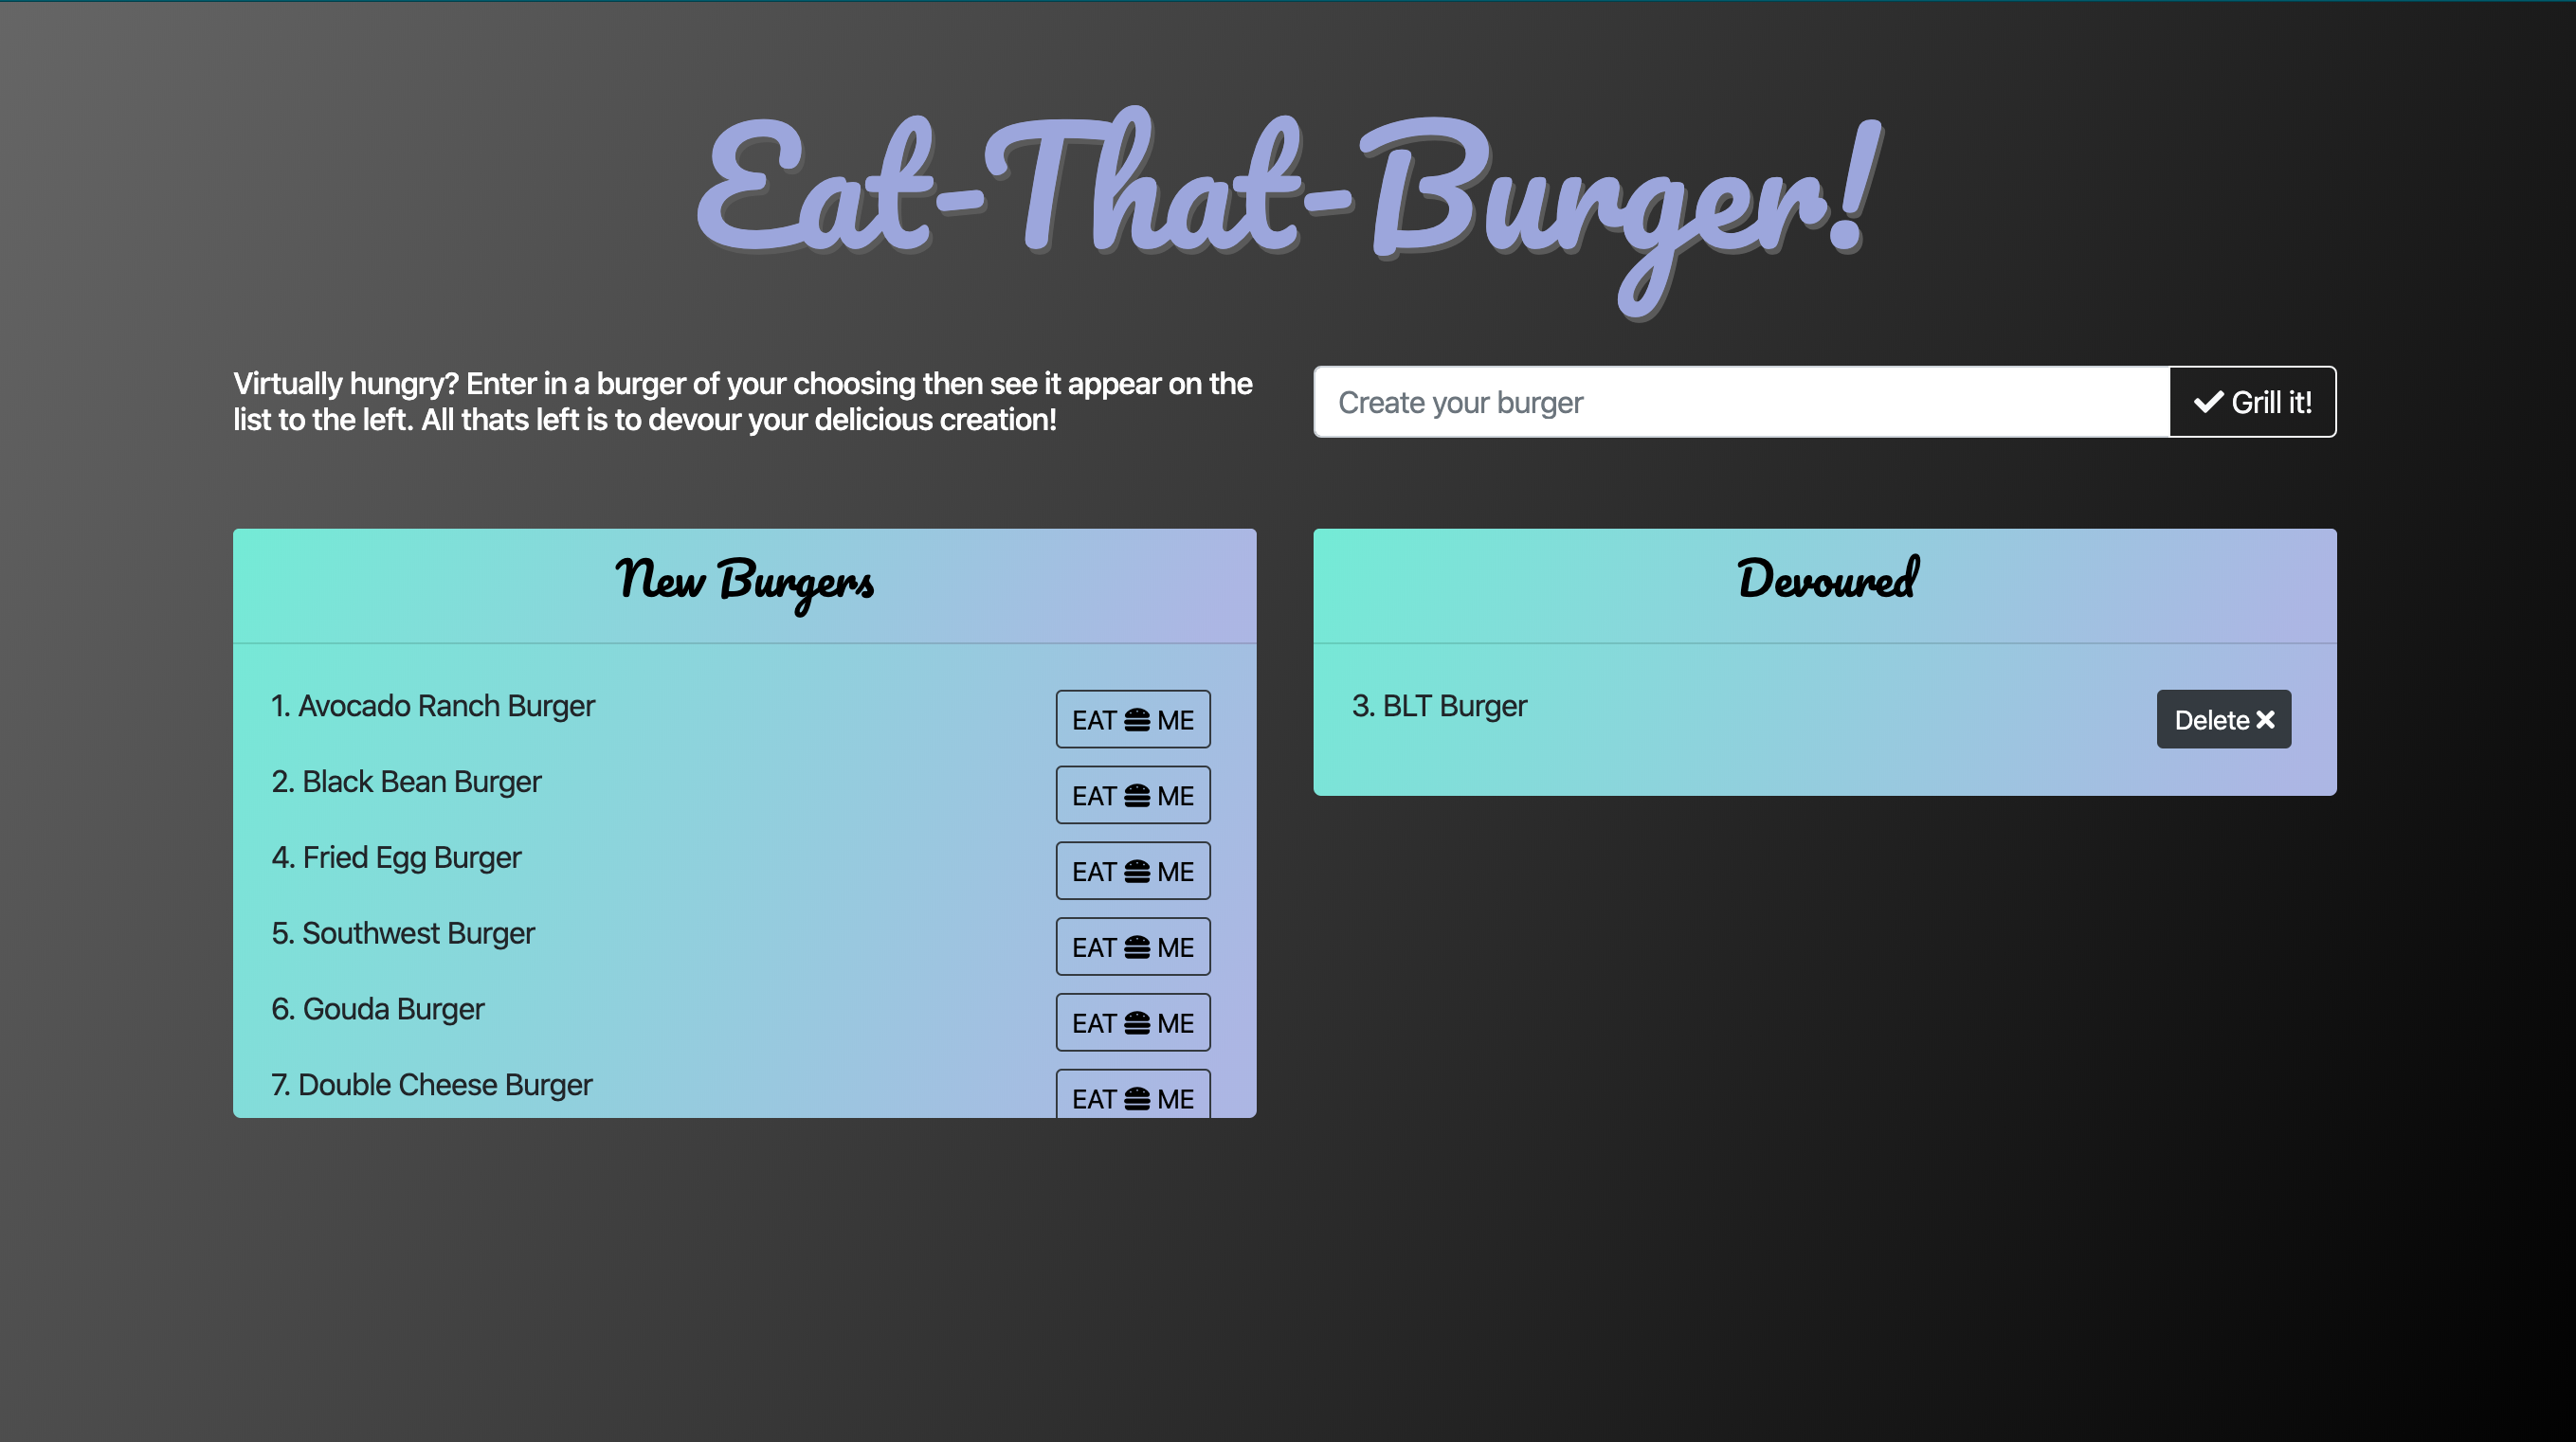 Eat-That-Burger!
Virtually hungry? Enter in a burger of your choosing then see it appear on the
list to the left. All thats left is to devour your delicious creation!
Create your burger
Grill it!
New Burgers
1. Avocado Ranch Burger
EAT ME
2. Black Bean Burger
EAT ME
4. Fried Egg Burger
EAT ME
5. Southwest Burger
EAT ME
6. Gouda Burger
EAT ME
7. Double Cheese Burger
EAT ME
Devoured
3. BLT Burger
Delete